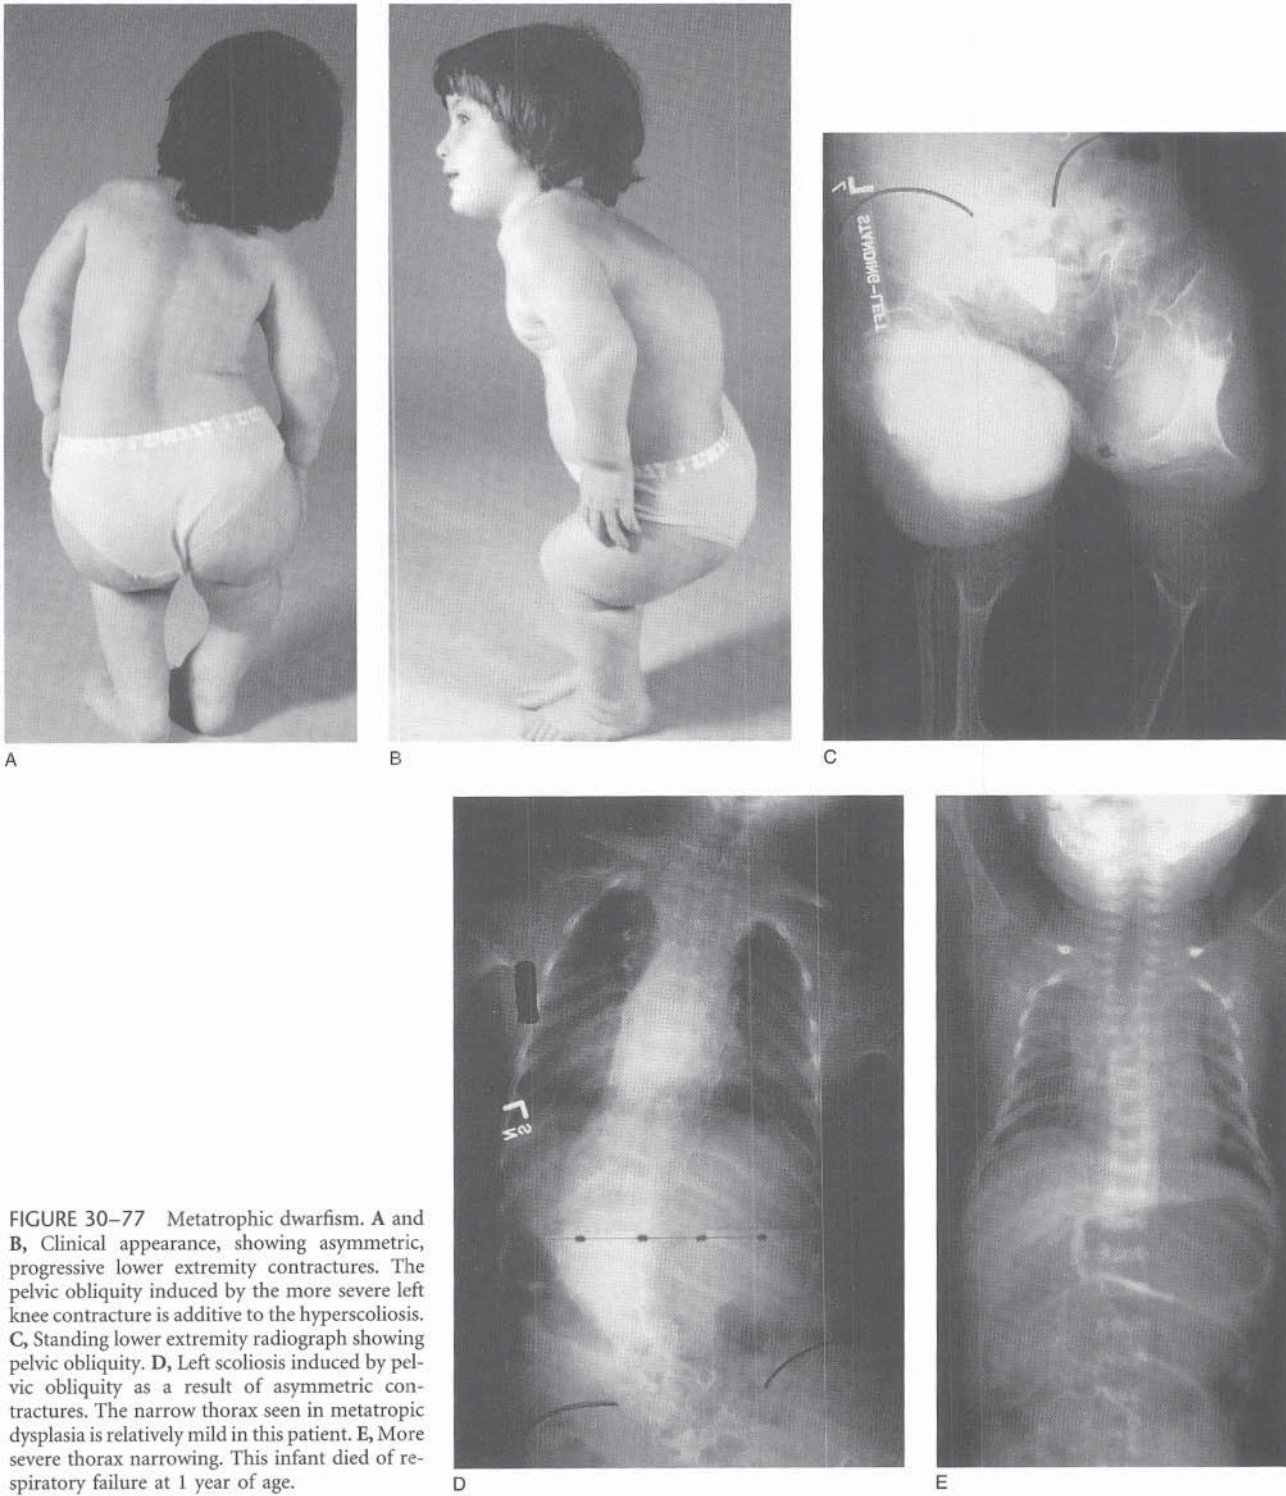 A
B
C
L
STANDING-LEFT
L
SN
D
E
FIGURE 30–77 Metatrophic dwarfism. A and
B, Clinical appearance, showing asymmetric,
progressive lower extremity contractures. The
pelvic obliquity induced by the more severe left
knee contracture is additive to the hyperscoliosis.
C, Standing lower extremity radiograph showing
pelvic obliquity. D, Left scoliosis induced by pel-
vic obliquity as a result of asymmetric con-
tractures. The narrow thorax seen in metatropic
dysplasia is relatively mild in this patient. E, More
severe thorax narrowing. This infant died of re-
spiratory failure at 1 year of age.